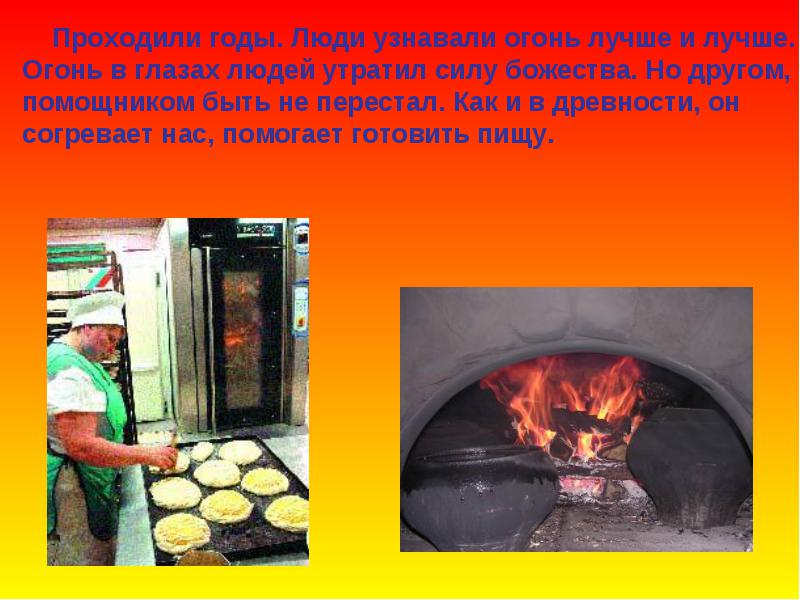 Проходили годы. Люди узнавали огонь лучше и лучше.
Огонь в глазах людей утратил силу божества. Но другом,
помощником быть не перестал. Как и в древности, он
согревает нас, помогает готовить пищу.